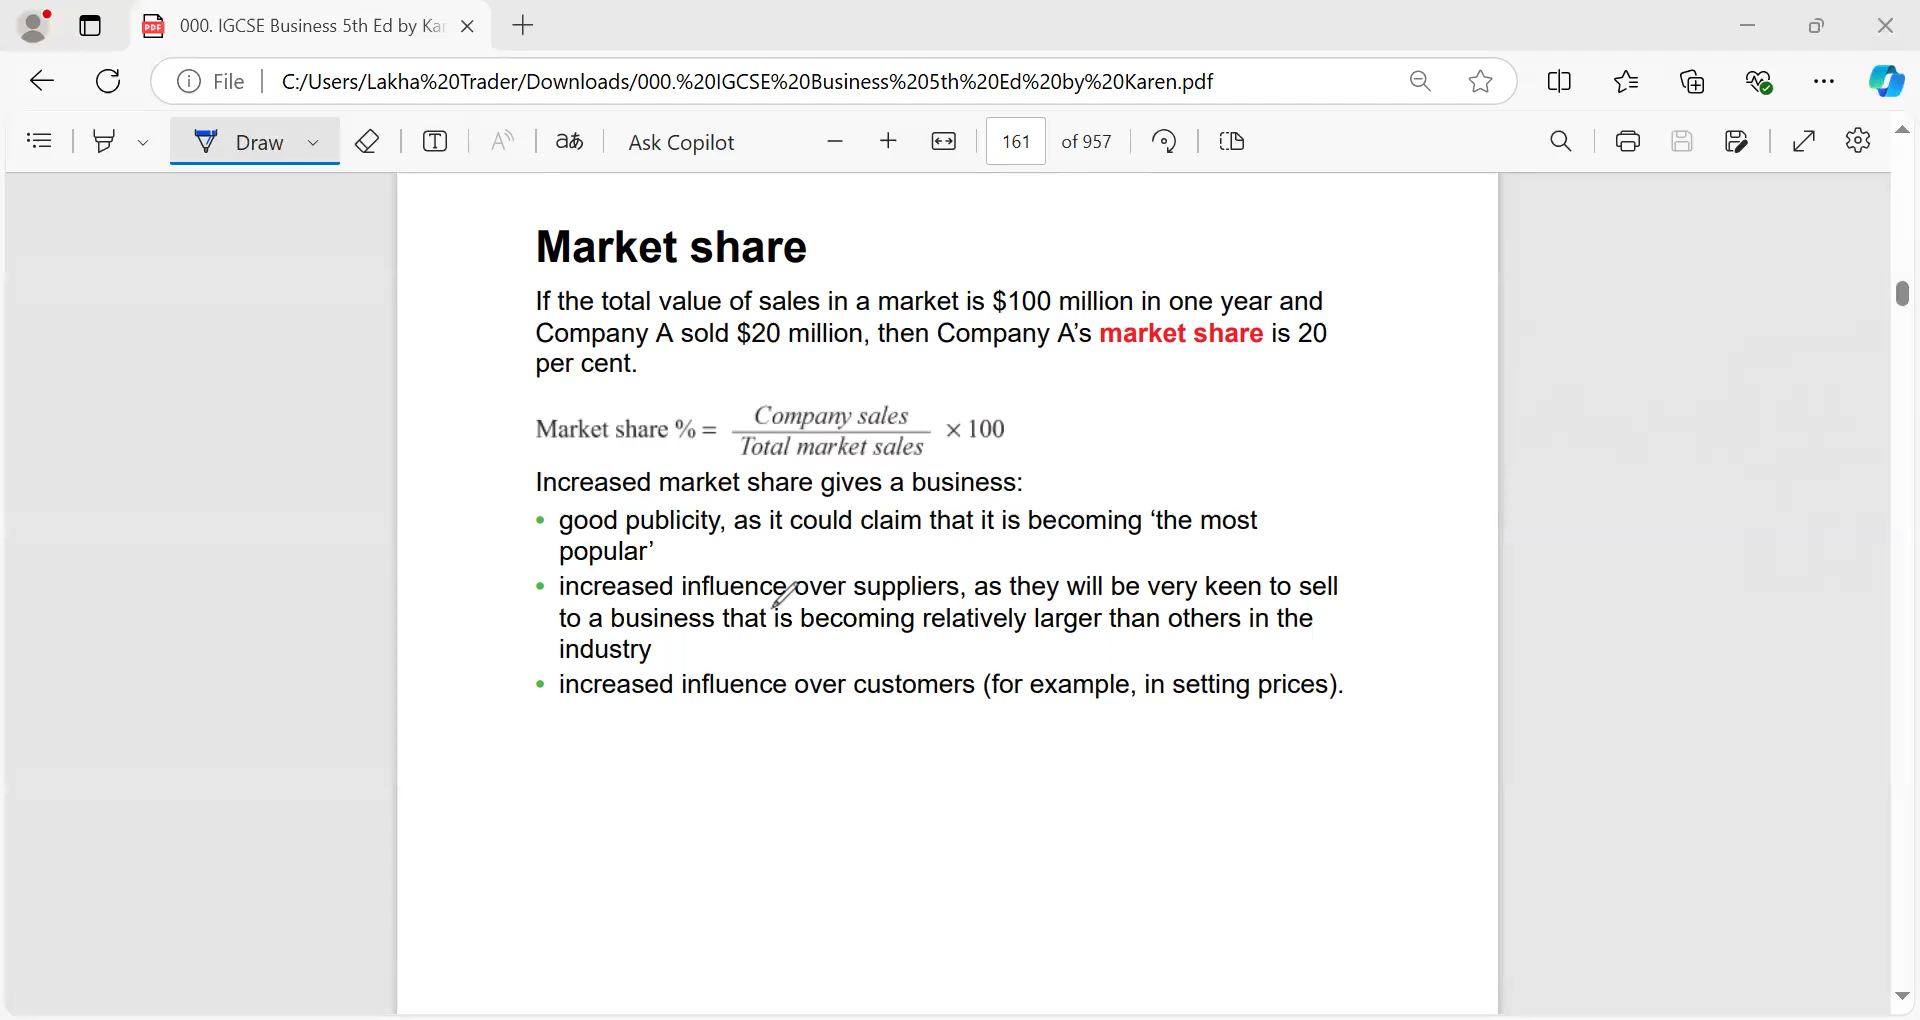 000. IGCSE Business 5th Ed by Kar
File
C:/Users/Lakha%20Trader/Downloads/000.%20IGCSE%20Business%205th%20Ed%20by%20Karen.pdf
Draw
aあ
Ask Copilot
161 of 957
Market share
If the total value of sales in a market is $100 million in one year and
Company A sold $20 million, then Company A’s market share is 20
per cent.
Market share % = Company sales
Total market sales
× 100
Increased market share gives a business:
• good publicity, as it could claim that it is becoming ‘the most
popular’
• increased influence over suppliers, as they will be very keen to sell
to a business that is becoming relatively larger than others in the
industry
• increased influence over customers (for example, in setting prices).